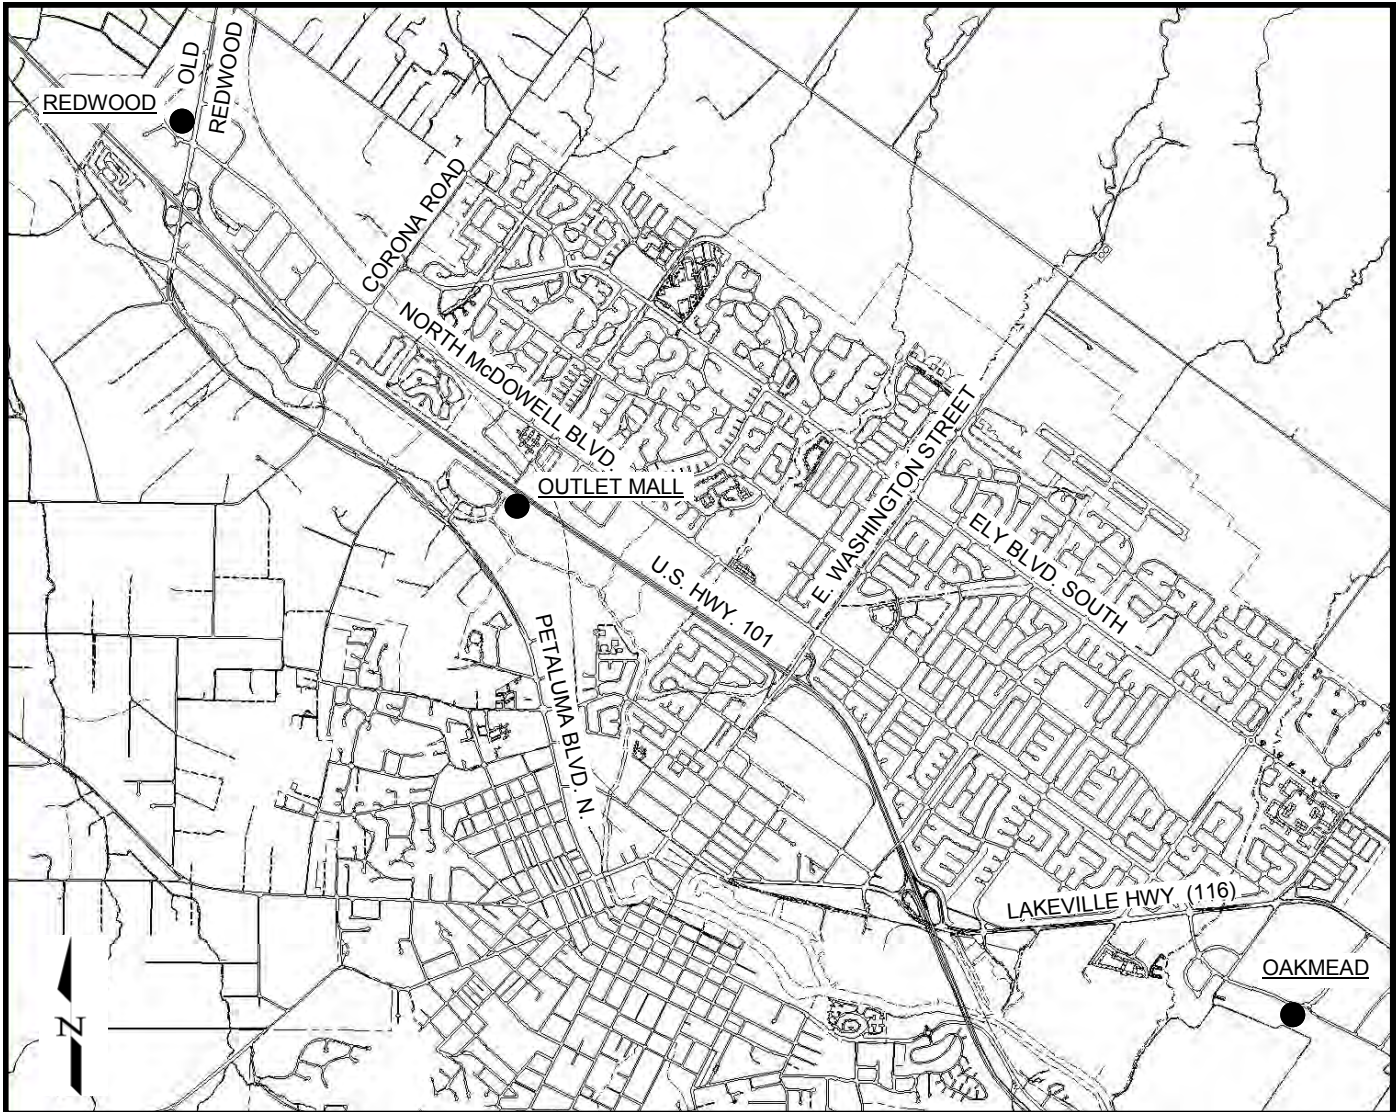 OLD
REDWOOD
REDWOOD
CORONA ROAD
NORTH McDOWELL BLVD.
OUTLET MALL
E. WASHINGTON STREET
ELY BLVD. SOUTH
U.S. HWY. 101
PETALUMA BLVD. N.
LAKEVILLE HWY. (116)
OAKMEAD
N